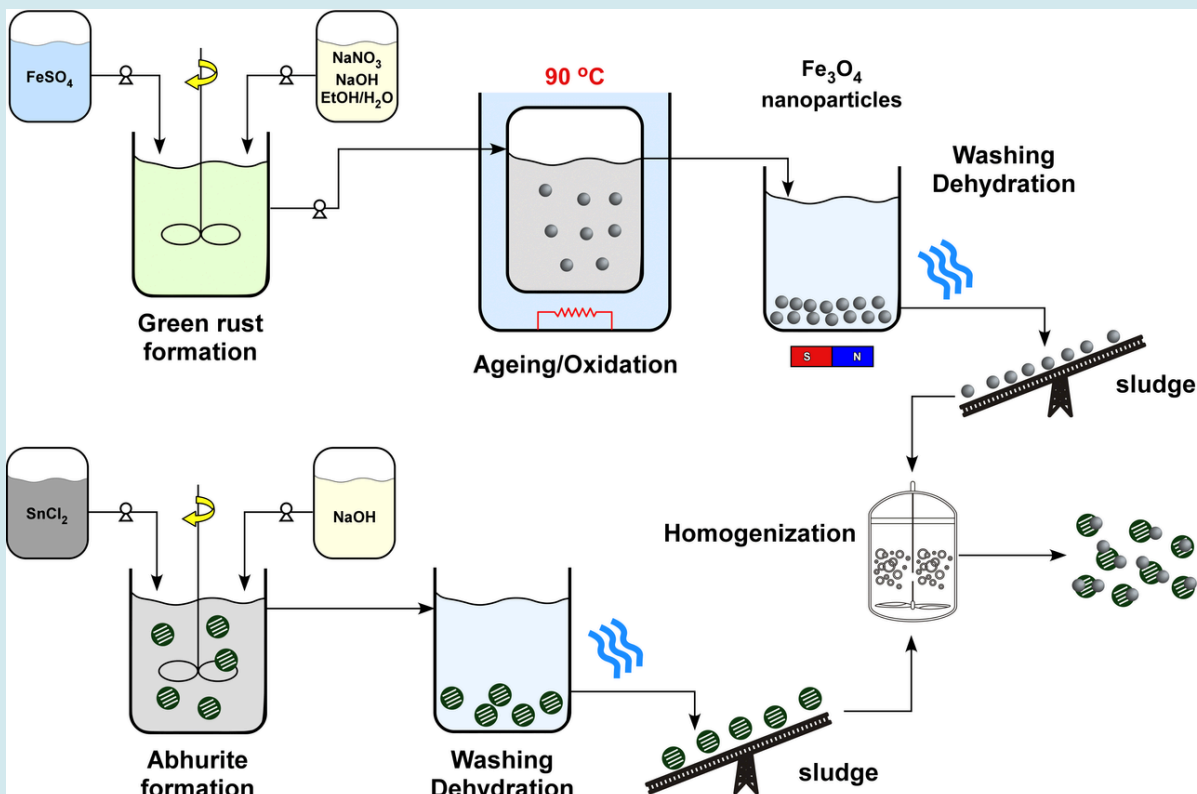 FeSO₄
NaNO₃
NaOH
EtOH/H₂O
Green rust
formation
90 °C
Ageing/Oxidation
Fe₃O₄
nanoparticles
S N
Washing
Dehydration
sludge
SnCl₂
NaOH
Abhurite
formation
Washing
Dehydration
sludge
Homogenization